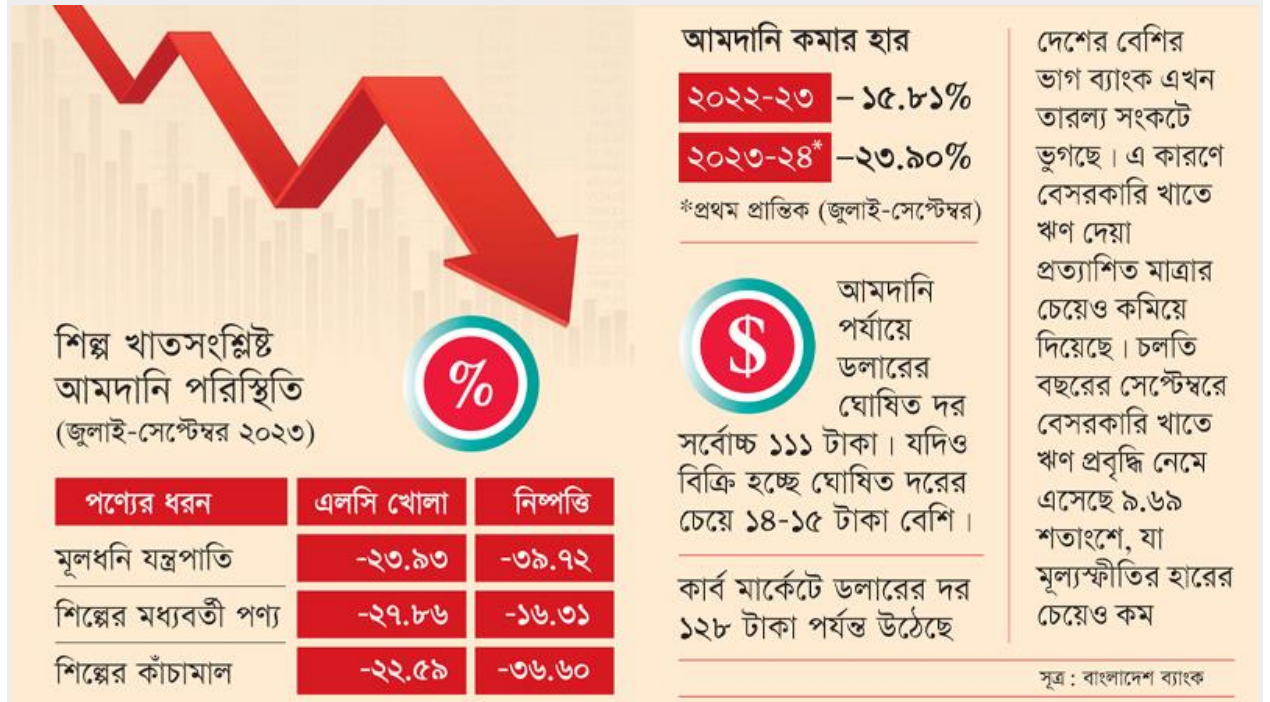 শিল্প খাতসংশ্লিষ্ট
আমদানি পরিস্থিতি
(জুলাই-সেপ্টেম্বর ২০২৩)
%
পণ্যের ধরন এলসি খোলা নিষ্পত্তি
মূলধনি যন্ত্রপাতি -২৩.৯৩ -৩৯.৭২
শিল্পের মধ্যবর্তী পণ্য -২৭.৮৬ -১৬.৩১
শিল্পের কাঁচামাল -২২.৫৯ -৩৬.৬০
আমদানি কমার হার
২০২২-২৩ – ১৫.৮১%
২০২৩-২৪* –২৩.৯০%
*প্রথম প্রান্তিক (জুলাই-সেপ্টেম্বর)
$
আমদানি
পর্যায়ে
ডলারের
ঘোষিত দর
সর্বোচ্চ ১১১ টাকা। যদিও
বিক্রি হচ্ছে ঘোষিত দরের
চেয়ে ১৪-১৫ টাকা বেশি।
কার্ব মার্কেটে ডলারের দর
১২৮ টাকা পর্যন্ত উঠেছে
দেশের বেশির
ভাগ ব্যাংক এখন
তারল্য সংকটে
ভুগছে। এ কারণে
বেসরকারি খাতে
ঋণ দেয়া
প্রত্যাশিত মাত্রার
চেয়েও কমিয়ে
দিয়েছে। চলতি
বছরের সেপ্টেম্বরে
বেসরকারি খাতে
ঋণ প্রবৃদ্ধি নেমে
এসেছে ৯.৬৯
শতাংশে, যা
মূল্যস্ফীতির হারের
চেয়েও কম
সূত্র : বাংলাদেশ ব্যাংক